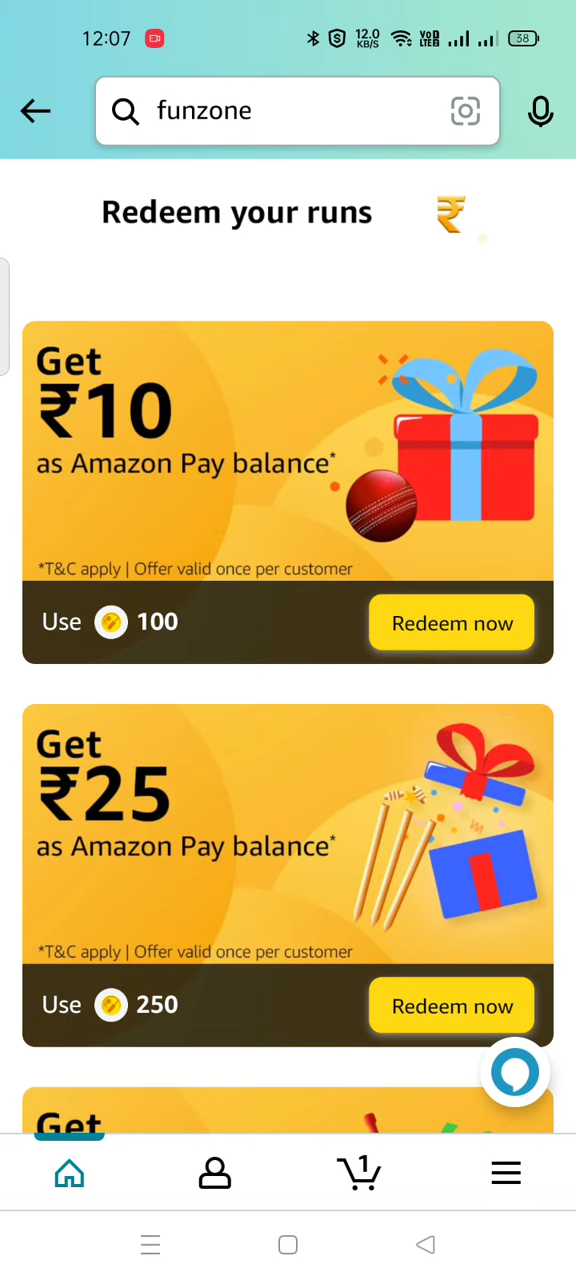 12:07
12.0
KB/S
VoD
LTE2
38
funzone
Redeem your runs
₹
Get
₹10
as Amazon Pay balance*
*T&C apply | Offer valid once per customer
Use 100
Redeem now
Get
₹25
as Amazon Pay balance*
*T&C apply | Offer valid once per customer
Use 250
Redeem now
Get
1